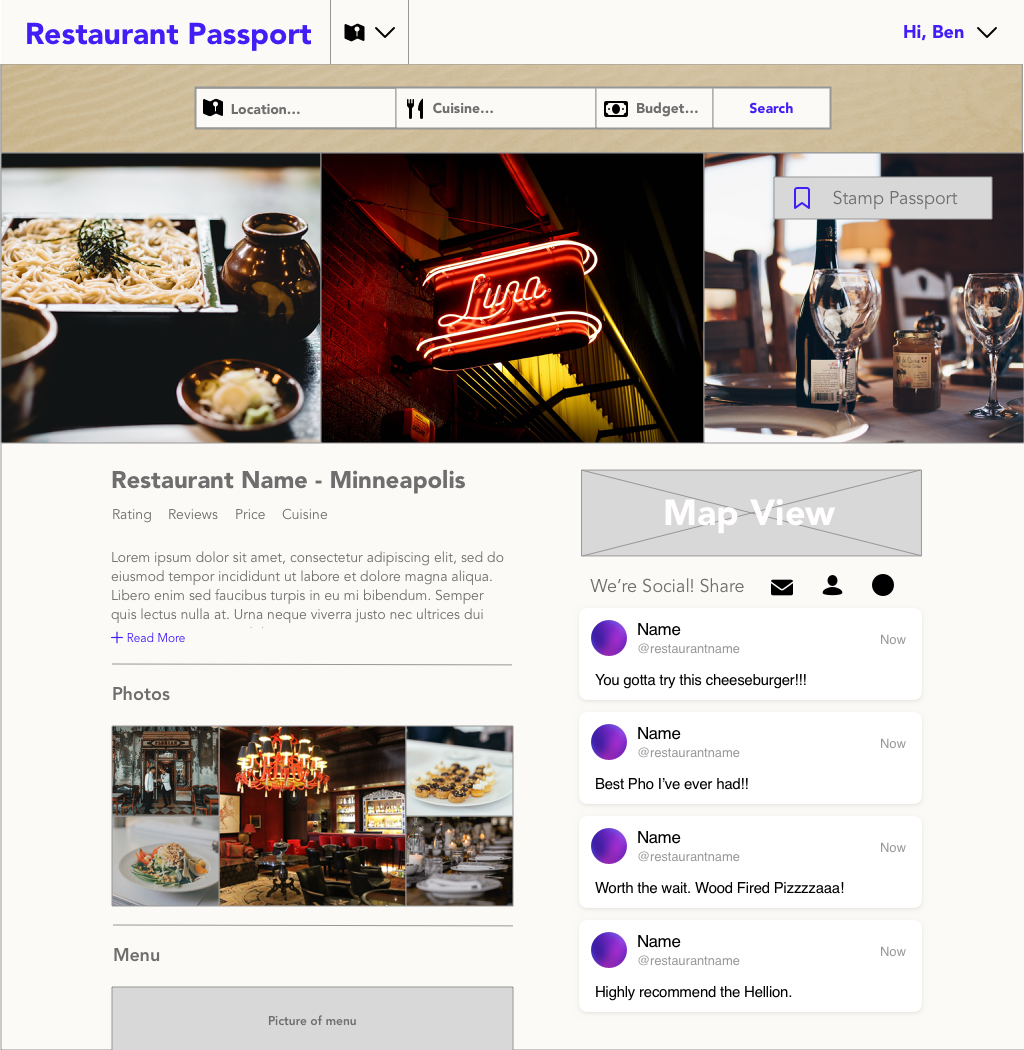 Restaurant Passport
Hi, Ben
Location...
Cuisine...
Budget...
Search
Stamp Passport
Luna
Restaurant Name - Minneapolis
Rating Reviews Price Cuisine
Lorem ipsum dolor sit amet, consectetur adipiscing elit, sed do
eiusmod tempor incididunt ut labore et dolore magna aliqua.
Libero enim sed faucibus turpis in eu mi bibendum. Semper
quis lectus nulla at. Urna neque viverra justo nec ultrices dui
Read More
Photos
Menu
Picture of menu
Map View
We're Social! Share
Name
@restaurantname
Now
You gotta try this cheeseburger!!!
Name
@restaurantname
Now
Best Pho I've ever had!!
Name
@restaurantname
Now
Worth the wait. Wood Fired Pizzzzaaa!
Name
@restaurantname
Now
Highly recommend the Hellion.